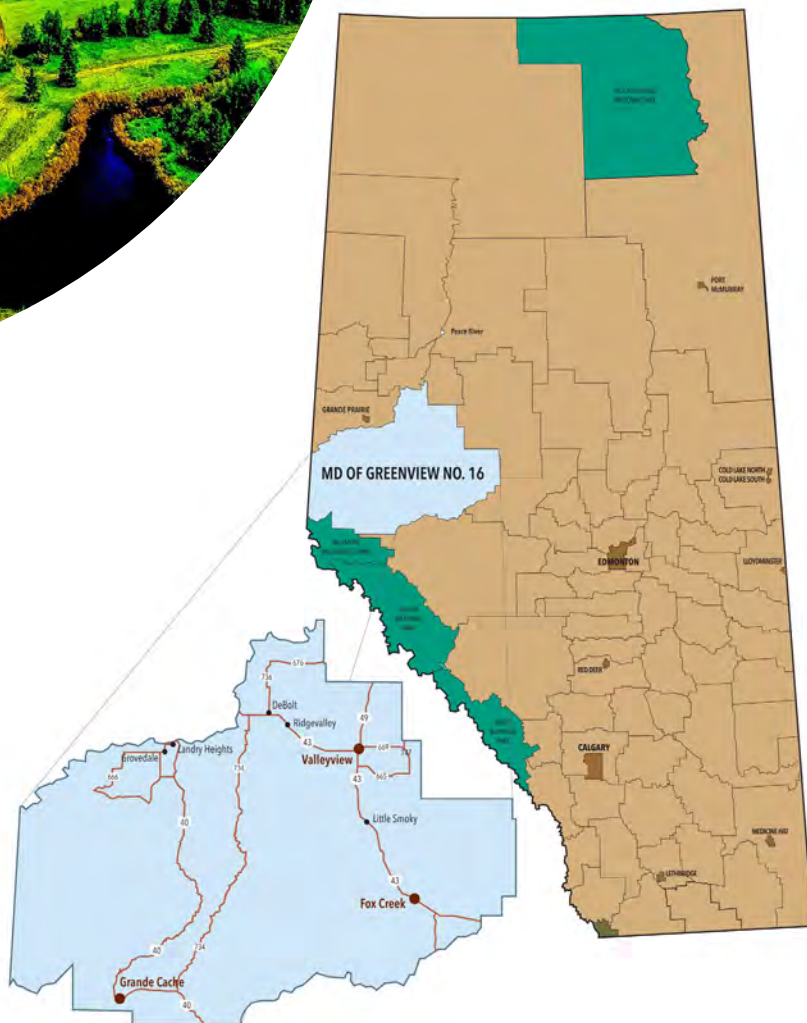 PORT
McMURRAY
Peace River
GRANDE PRAIRIE
MD OF GREENVIEW NO. 16
COLD LAKE NORTH
COLD LAKE SOUTH
EDMONTON
LLOYDMINSTER
RED DEER
CALGARY
MEDICINE HAT
LETHBRIDGE
676
736
DeBolt
49
Ridgevalley
Landry Heights
43
669
747
Grovedale
Valleyview
666
734
43
665
40
Little Smoky
43
Fox Creek
40
734
Grande Cache
40